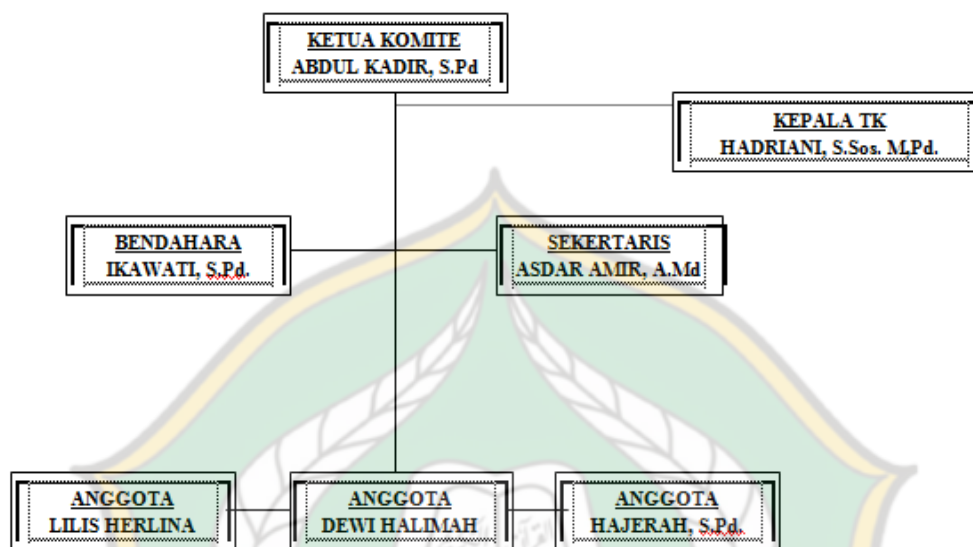 KETUA KOMITE
ABDUL KADIR, S.Pd
KEPALA TK
HADRIANI, S.Sos. M,Pd.
BENDAHARA
IKAWATI, S.Pd.
SEKERTARIS
ASDAR AMIR, A.Md
ANGGOTA
LILIS HERLINA
ANGGOTA
DEWI HALIMAH
ANGGOTA
HAJERAH, S.Pd.